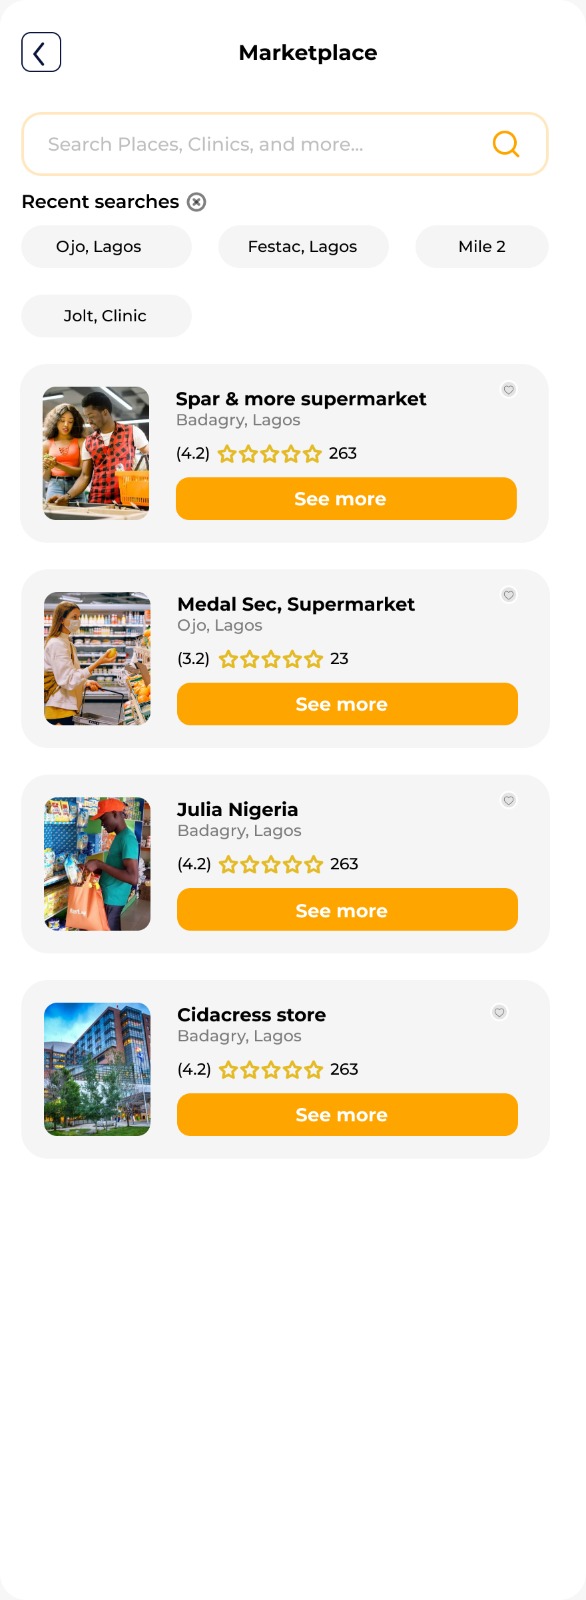 Marketplace
Search Places, Clinics, and more...
Recent searches
Ojo, Lagos
Festac, Lagos
Mile 2
Jolt, Clinic
Spar & more supermarket
Badagry, Lagos
(4.2) 263
See more
Medal Sec, Supermarket
Ojo, Lagos
(3.2) 23
See more
Julia Nigeria
Badagry, Lagos
(4.2) 263
See more
Cidacress store
Badagry, Lagos
(4.2) 263
See more